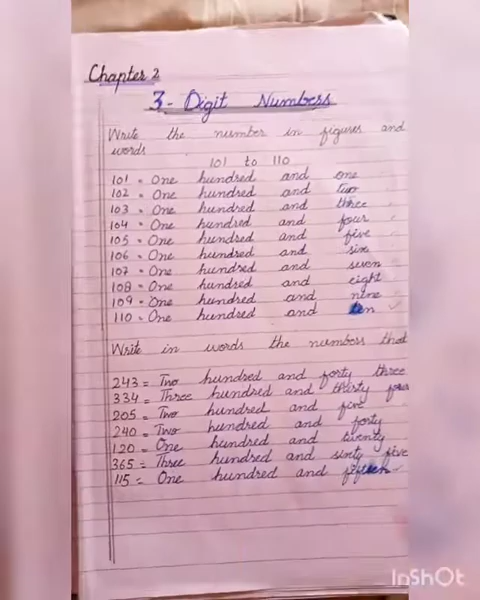 Chapter 2
3- Digit Numbers
Write the number in figures and
words
101 to 110
101 = One hundred and one
102 = One hundred and two
103 = One hundred and three
104 = One hundred and four
105 = One hundred and five
106 = One hundred and six
107 = One hundred and seven
108 = One hundred and eight
109 = One hundred and nine
110 = One hundred and ten
Write in words the numbers that
243 = Two hundred and forty three
334 = Three hundred and thirty four
205 = Two hundred and five
240 = Two hundred and forty
120 = One hundred and twenty
365 = Three hundred and sixty five
115 = One hundred and fifteen
InShOt